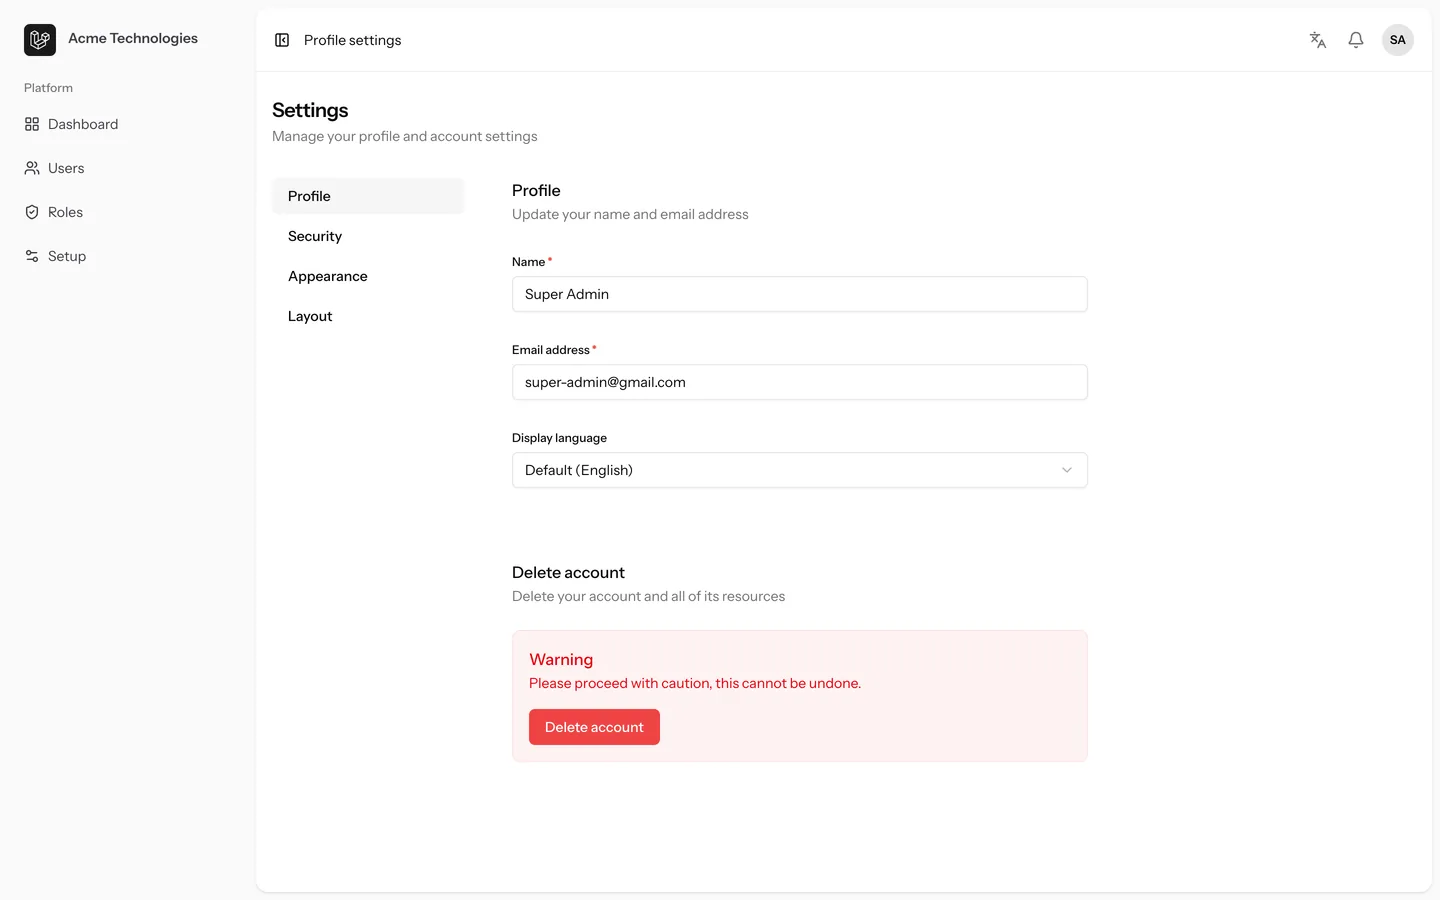 Acme Technologies
Platform
Dashboard
Users
Roles
Setup
Profile settings
SA
Settings
Manage your profile and account settings
Profile
Security
Appearance
Layout
Profile
Update your name and email address
Name *
Super Admin
Email address *
super-admin@gmail.com
Display language
Default (English)
Delete account
Delete your account and all of its resources
Warning
Please proceed with caution, this cannot be undone.
Delete account